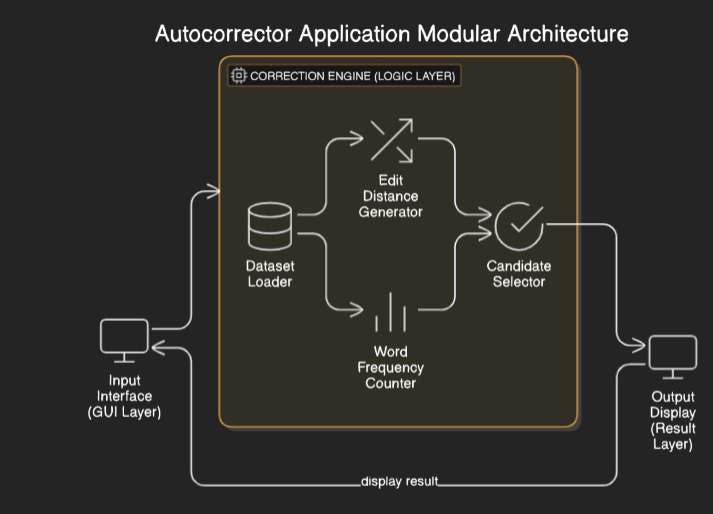 Autocorrector Application Modular Architecture
CORRECTION ENGINE (LOGIC LAYER)
Edit
Distance
Generator
Dataset
Loader
Candidate
Selector
Word
Frequency
Counter
Input
Interface
(GUI Layer)
Output
Display
(Result
Layer)
display result